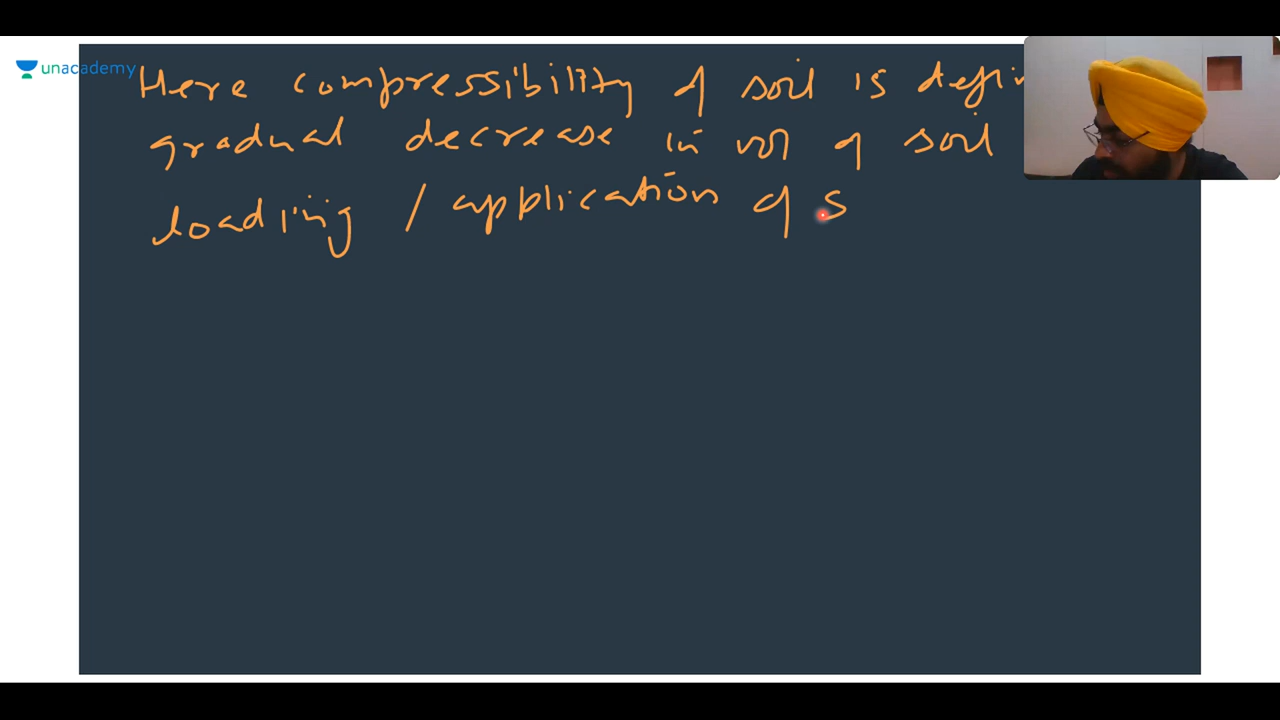 unacademy
Here compressibility of soil is defin
gradual decrease in vol of soil
loading / application of s